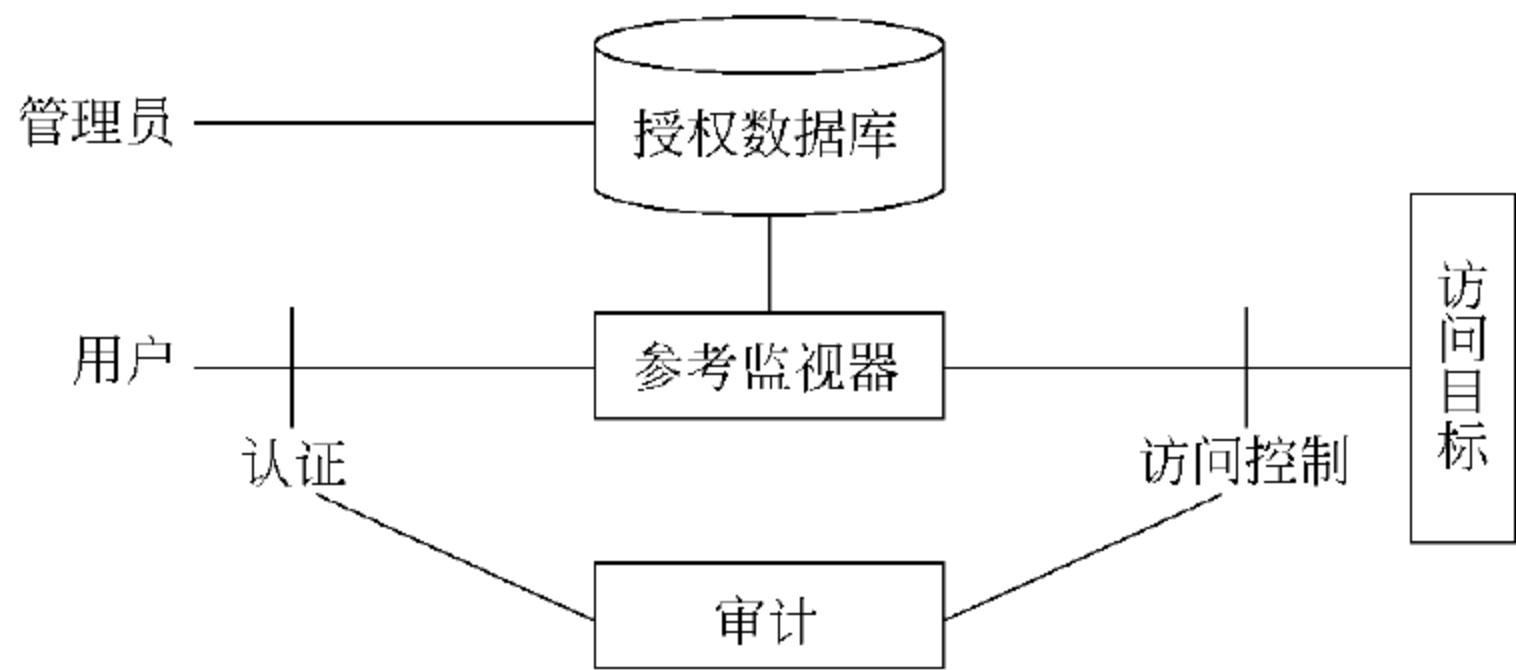 管理员
授权数据库
用户
参考监视器
访问目标
认证
访问控制
审计